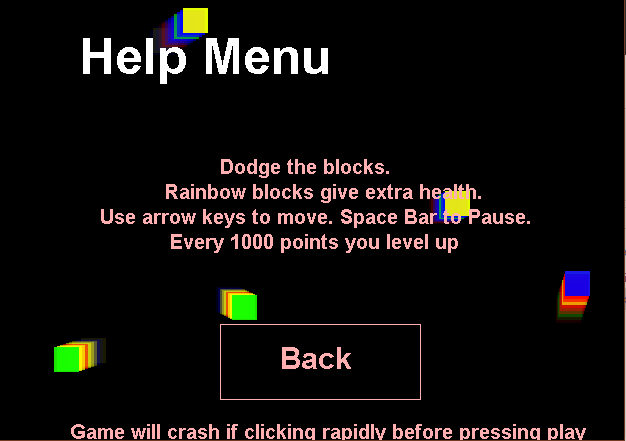 Help Menu
Dodge the blocks.
Rainbow blocks give extra health.
Use arrow keys to move. Space Bar to Pause.
Every 1000 points you level up
Back
Game will crash if clicking rapidly before pressing play